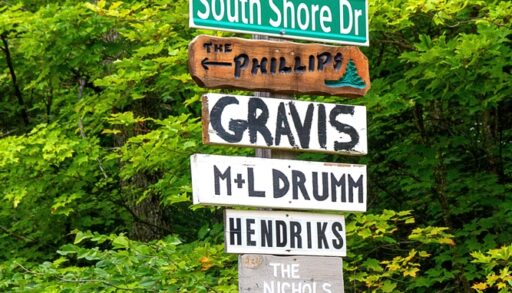 South Shore Dr
THE
PHILLIPS
GRAVIS
M+L DRUMM
HENDRIKS
THE
NICHOLS